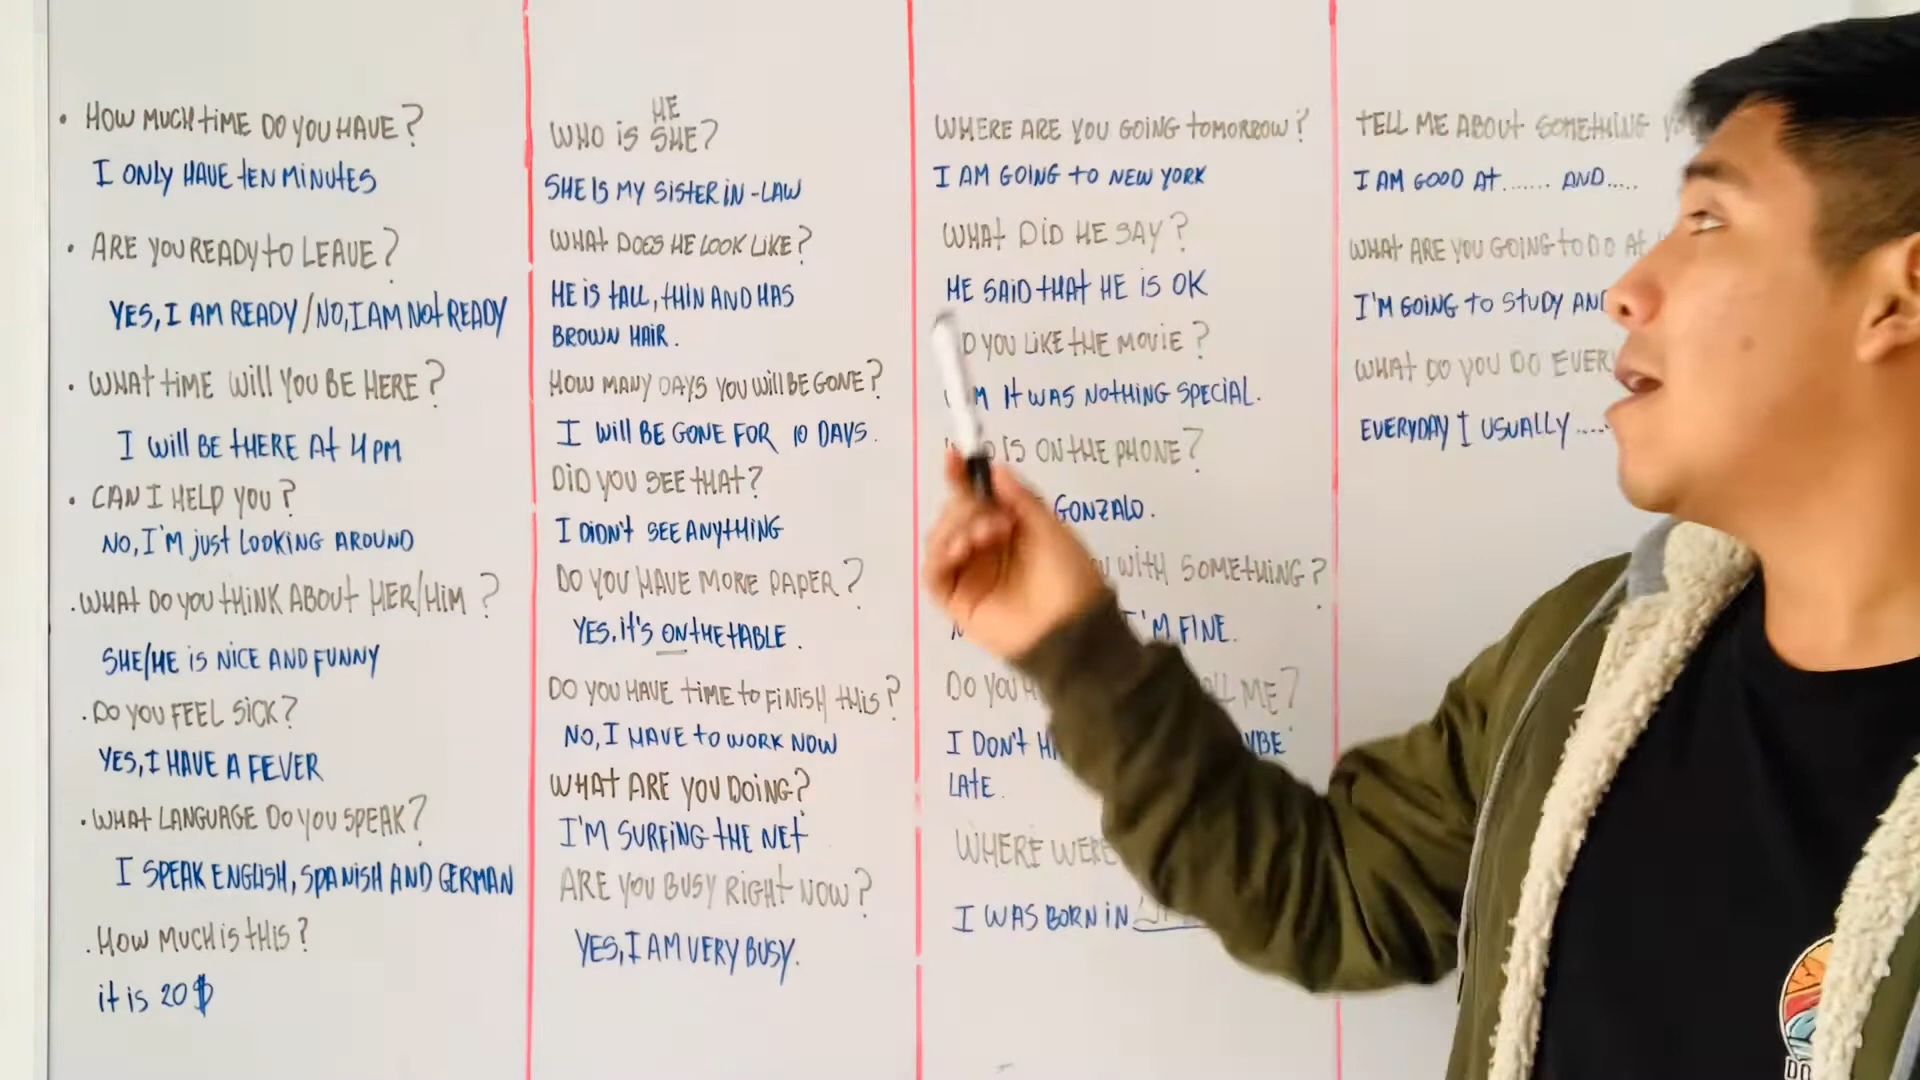 • HOW MUCH TIME DO YOU HAVE?
I ONLY HAVE TEN MINUTES
• ARE YOU READY TO LEAVE?
YES, I AM READY / NO, I AM NOT READY
• WHAT TIME WILL YOU BE HERE?
I WILL BE THERE AT 4 PM
• CAN I HELP YOU?
NO, I'M JUST LOOKING AROUND
. WHAT DO YOU THINK ABOUT HER/HIM ?
SHE/HE IS NICE AND FUNNY
. DO YOU FEEL SICK?
YES, I HAVE A FEVER
. WHAT LANGUAGE DO YOU SPEAK?
I SPEAK ENGLISH, SPANISH AND GERMAN
. HOW MUCH IS THIS?
it is 20 $
HE
WHO IS SHE?
SHE IS MY SISTER IN - LAW
WHAT DOES HE LOOK LIKE?
HE IS TALL, THIN AND HAS
BROWN HAIR.
HOW MANY DAYS YOU WILL BE GONE?
I WILL BE GONE FOR 10 DAYS.
DID YOU SEE THAT?
I DIDN'T SEE ANYTHING
DO YOU HAVE MORE PAPER?
YES, IT'S ON THE TABLE.
DO YOU HAVE TIME TO FINISH THIS?
NO, I HAVE TO WORK NOW
WHAT ARE YOU DOING?
I'M SURFING THE NET
ARE YOU BUSY RIGHT NOW?
YES, I AM VERY BUSY.
WHERE ARE YOU GOING TOMORROW?
I AM GOING TO NEW YORK
WHAT DID HE SAY?
HE SAID THAT HE IS OK
D YOU LIKE THE MOVIE?
IT WAS NOTHING SPECIAL.
IS ON THE PHONE?
GONZALO.
WITH SOMETHING?
I'M FINE.
DO YOU ME?
I DON'T
LATE.
WHERE WERE
I WAS BORN IN
TELL ME ABOUT SOMETHING
I AM GOOD AT....... AND.....
WHAT ARE YOU GOING TO DO AT
I'M GOING TO STUDY AND
WHAT DO YOU DO EVER
EVERYDAY I USUALLY.....